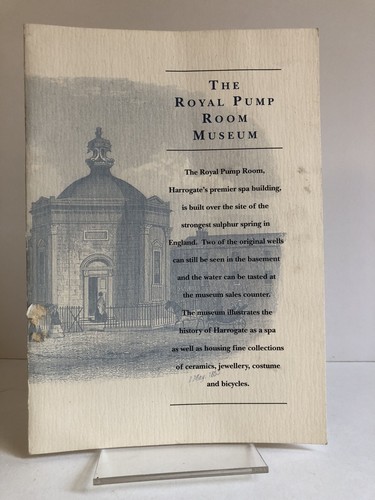 THE
ROYAL PUMP
ROOM
MUSEUM
The Royal Pump Room,
Harrogate's premier spa building,
is built over the site of the
strongest sulphur spring in
England. Two of the original wells
can still be seen in the basement
and the water can be tasted at
the museum sales counter.
The museum illustrates the
history of Harrogate as a spa
as well as housing fine collections
of ceramics, jewellery, costume
and bicycles.